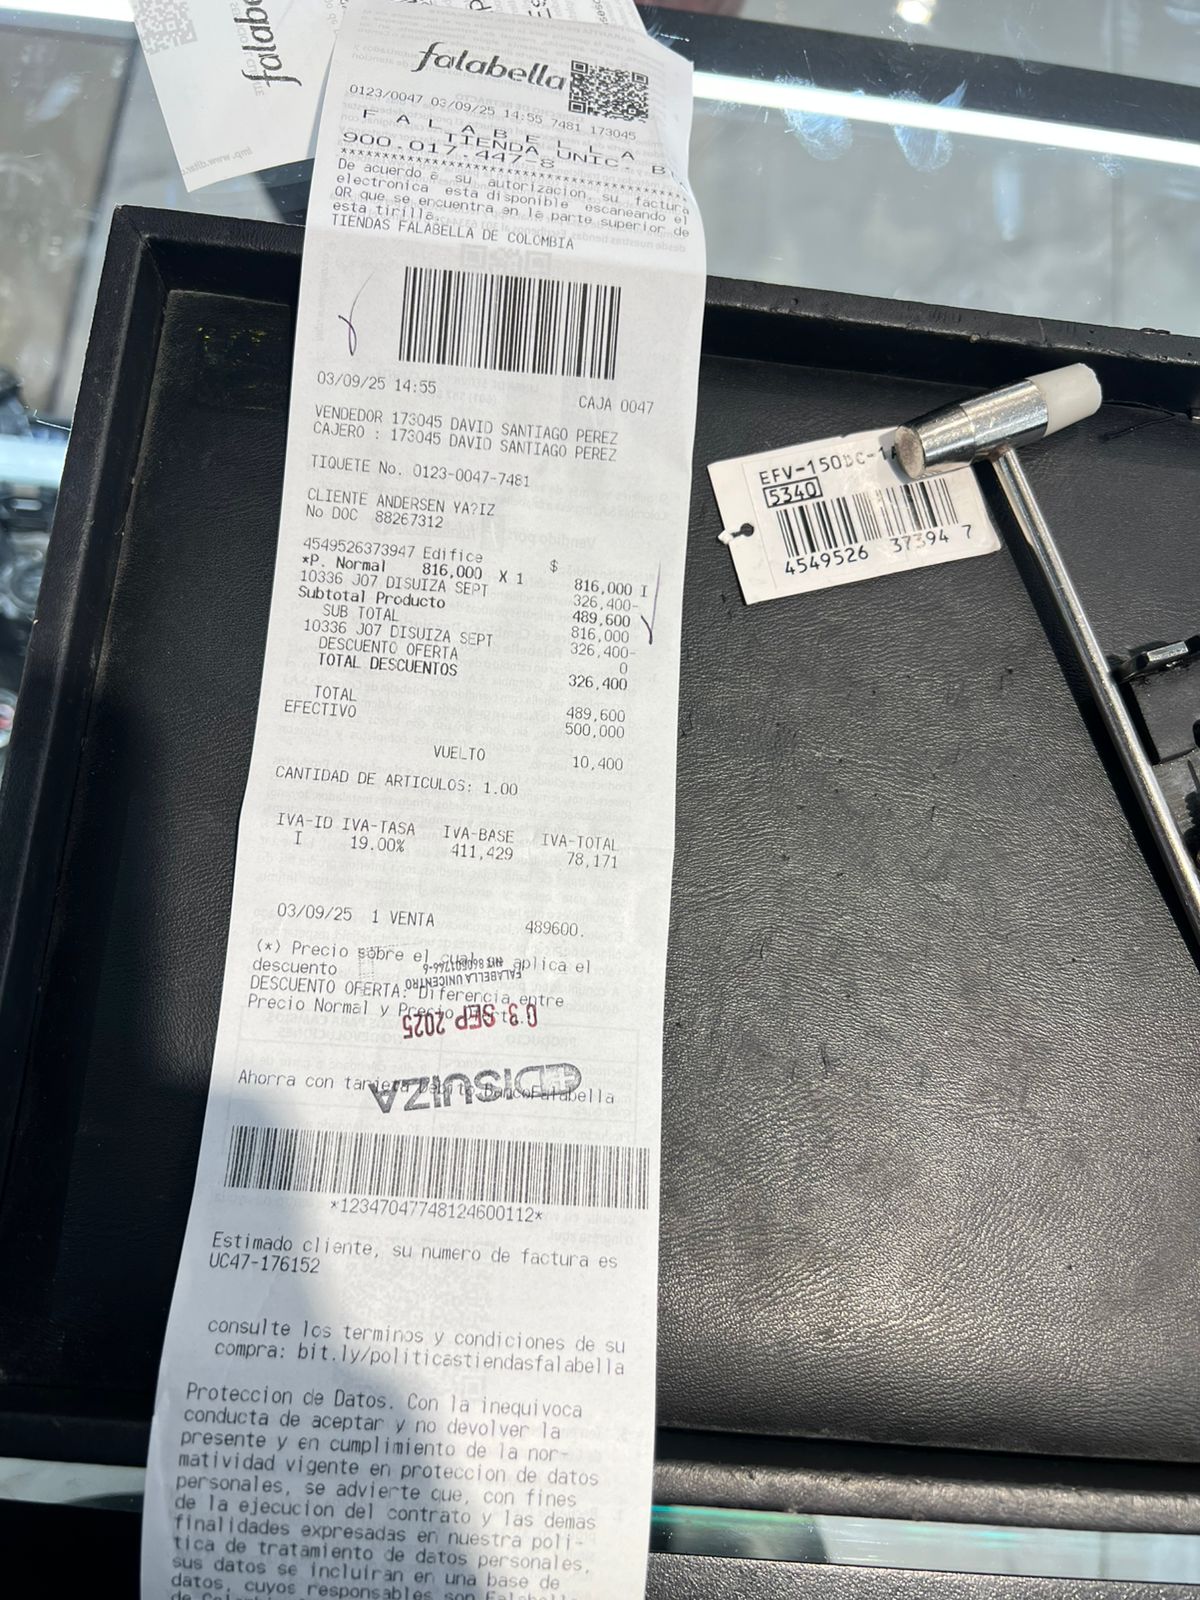 falabella
falabella
0123/0047 03/09/25 14:55 7481 173045
F A L A B E L L A
TIENDA UNIC. B
900.017.447-8
****************************************
De acuerdo a su autorizacion, su factura
electronica esta disponible escaneando el
QR que se encuentra en la parte superior de
esta tirilla.
TIENDAS FALABELLA DE COLOMBIA
03/09/25 14:55
CAJA 0047
VENDEDOR 173045 DAVID SANTIAGO PEREZ
CAJERO : 173045 DAVID SANTIAGO PEREZ
TIQUETE No. 0123-0047-7481
CLIENTE ANDERSEN YA?IZ
No DOC 88267312
4549526373947 Edifice $
*P. Normal 816,000 X 1 816,000 I
10336 J07 DISUIZA SEPT 326,400-
Subtotal Producto 489,600
SUB TOTAL 816,000
10336 J07 DISUIZA SEPT 326,400-
DESCUENTO OFERTA 0
TOTAL DESCUENTOS 326,400
TOTAL 489,600
EFECTIVO 500,000
VUELTO 10,400
CANTIDAD DE ARTICULOS: 1.00
IVA-ID IVA-TASA IVA-BASE IVA-TOTAL
I 19.00% 411,429 78,171
03/09/25 1 VENTA 489600.
(*) Precio sobre el cual aplica el
descuento
DESCUENTO OFERTA: Diferencia entre
Precio Normal y Precio
FALABELLA UNICENTRO
03 SEP 2025
DISUIZA
Ahorra con tarjeta Debito BancoFalabella
*12347047748124600112*
Estimado cliente, su numero de factura es
UC47-176152
consulte los terminos y condiciones de su
compra: bit.ly/politicastiendasfalabella
Proteccion de Datos. Con la inequivoca
conducta de aceptar y no devolver la
presente y en cumplimiento de la nor-
matividad vigente en proteccion de datos
personales, se advierte que, con fines
de la ejecucion del contrato y las demas
finalidades expresadas en nuestra poli-
tica de tratamiento de datos personales,
sus datos se incluiran en una base de
datos, cuyos responsables son
EFV-150DC-1A
5340
4549526 37394 7